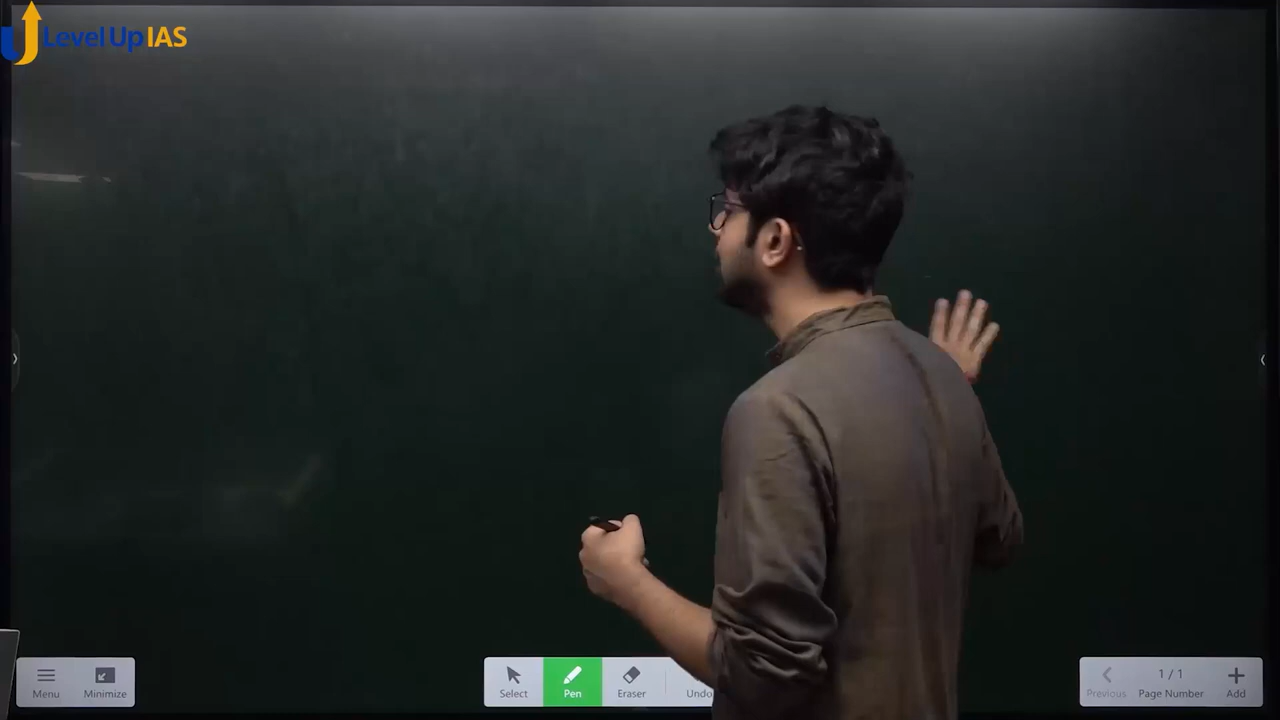 Level Up IAS
Menu
Minimize
Select
Pen
Eraser
Undo
Previous
1 / 1
Page Number
Add